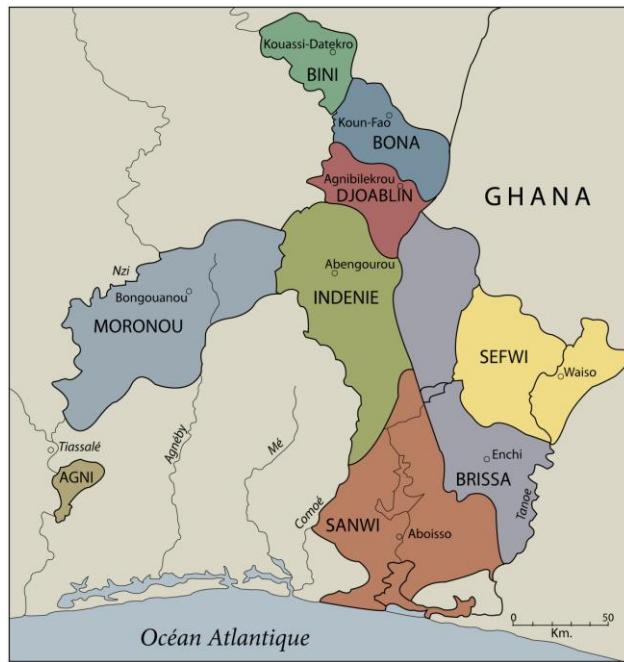 Kouassi-Datekro
BINI
Koun-Fao
BONA
Agnibilekrou
DJOABLIN
GHANA
Nzi
Abengourou
Bongouanou
INDENIE
MORONOU
SEFWI
Waiso
Tiassalé
Agnéby
Mé
Enchi
AGNI
BRISSA
Comoé
Tanoe
SANWI
Aboisso
0 50
Km.
Océan Atlantique